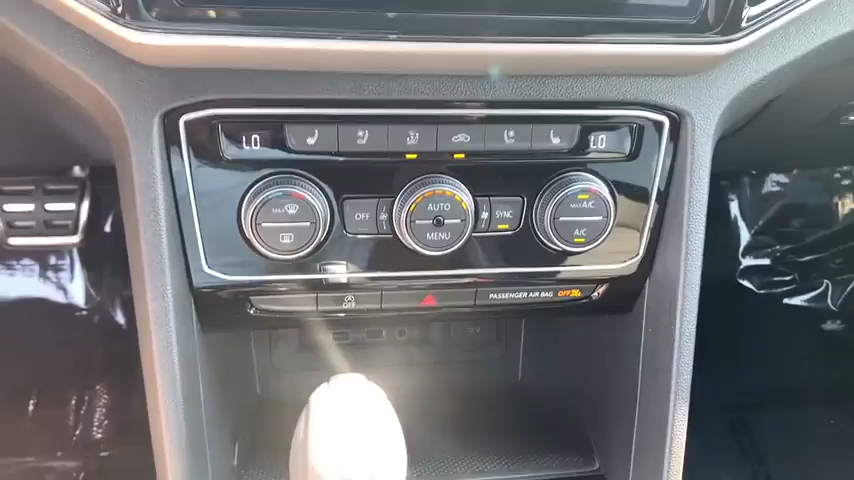 LO
LO
MAX
OFF
AUTO
MENU
SYNC
MAX A/C
A/C
OFF
PASSENGER AIR BAG OFF